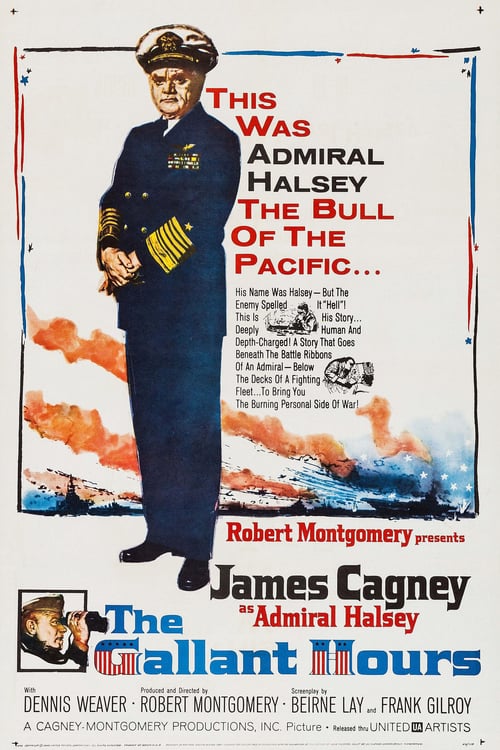 THIS
WAS
ADMIRAL
HALSEY
THE BULL
OF THE
PACIFIC...
His Name Was Halsey—But The
Enemy Spelled It "Hell"!
This Is His Story...
Deeply Human And
Depth-Charged! A Story That Goes
Beneath The Battle Ribbons
Of An Admiral—Below
The Decks Of A Fighting
Fleet...To Bring You
The Burning Personal Side Of War!
Robert Montgomery presents
James Cagney
as Admiral Halsey
The
Gallant Hours
With
DENNIS WEAVER · Produced and Directed by ROBERT MONTGOMERY · Screenplay by BEIRNE LAY and FRANK GILROY
A CAGNEY-MONTGOMERY PRODUCTIONS, INC. Picture · Released thru UNITED UA ARTISTS